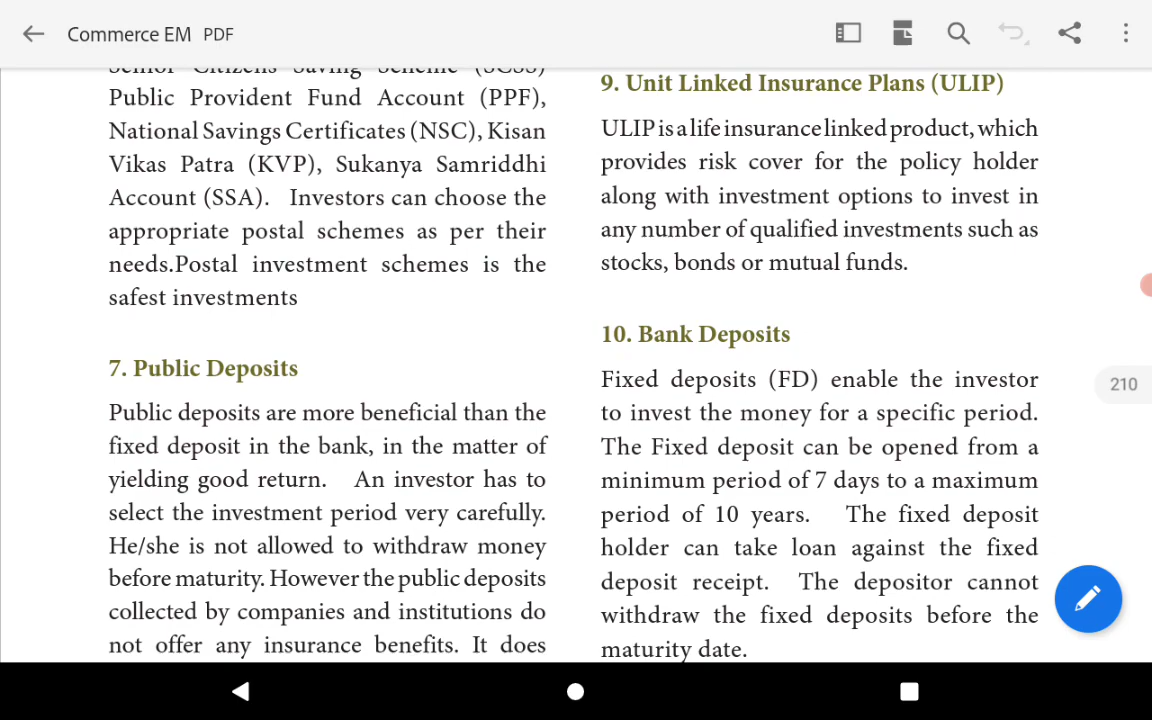 Commerce EM PDF
Senior Citizens Saving Scheme (SCSS)
Public Provident Fund Account (PPF),
National Savings Certificates (NSC), Kisan
Vikas Patra (KVP), Sukanya Samriddhi
Account (SSA). Investors can choose the
appropriate postal schemes as per their
needs.Postal investment schemes is the
safest investments
7. Public Deposits
Public deposits are more beneficial than the
fixed deposit in the bank, in the matter of
yielding good return. An investor has to
select the investment period very carefully.
He/she is not allowed to withdraw money
before maturity. However the public deposits
collected by companies and institutions do
not offer any insurance benefits. It does
9. Unit Linked Insurance Plans (ULIP)
ULIP is a life insurance linked product, which
provides risk cover for the policy holder
along with investment options to invest in
any number of qualified investments such as
stocks, bonds or mutual funds.
10. Bank Deposits
Fixed deposits (FD) enable the investor
to invest the money for a specific period.
The Fixed deposit can be opened from a
minimum period of 7 days to a maximum
period of 10 years. The fixed deposit
holder can take loan against the fixed
deposit receipt. The depositor cannot
withdraw the fixed deposits before the
maturity date.
210